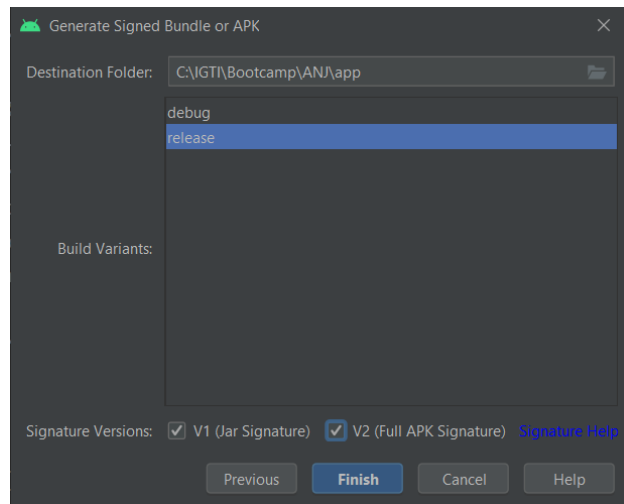 Generate Signed Bundle or APK
Destination Folder: C:\IGTI\Bootcamp\ANJ\app
debug
release
Build Variants:
Signature Versions: V1 (Jar Signature) V2 (Full APK Signature) Signature Help
Previous Finish Cancel Help